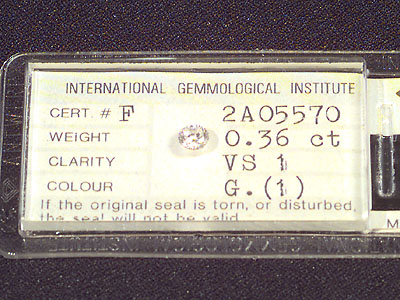 INTERNATIONAL GEMMOLOGICAL INSTITUTE
CERT. # F 2A05570
WEIGHT 0.36 ct
CLARITY VS 1
COLOUR G.(1)
If the original seal is torn, or disturbed,
the seal will not be valid
M